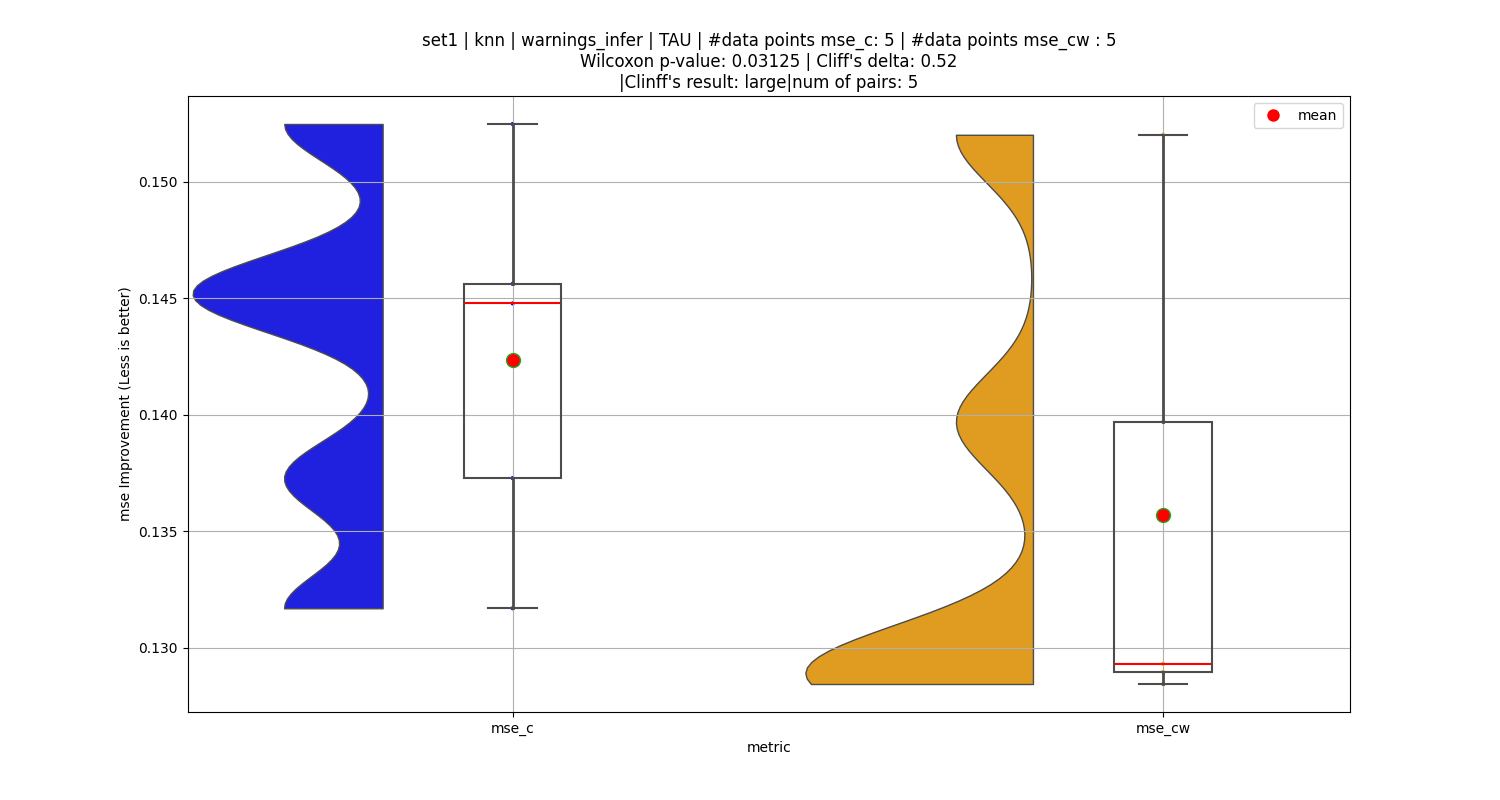 set1 | knn | warnings_infer | TAU | #data points mse_c: 5 | #data points mse_cw : 5
Wilcoxon p-value: 0.03125 | Cliff's delta: 0.52
|Clinff's result: large|num of pairs: 5
mean
mse Improvement (Less is better)
0.150
0.145
0.140
0.135
0.130
mse_c
mse_cw
metric